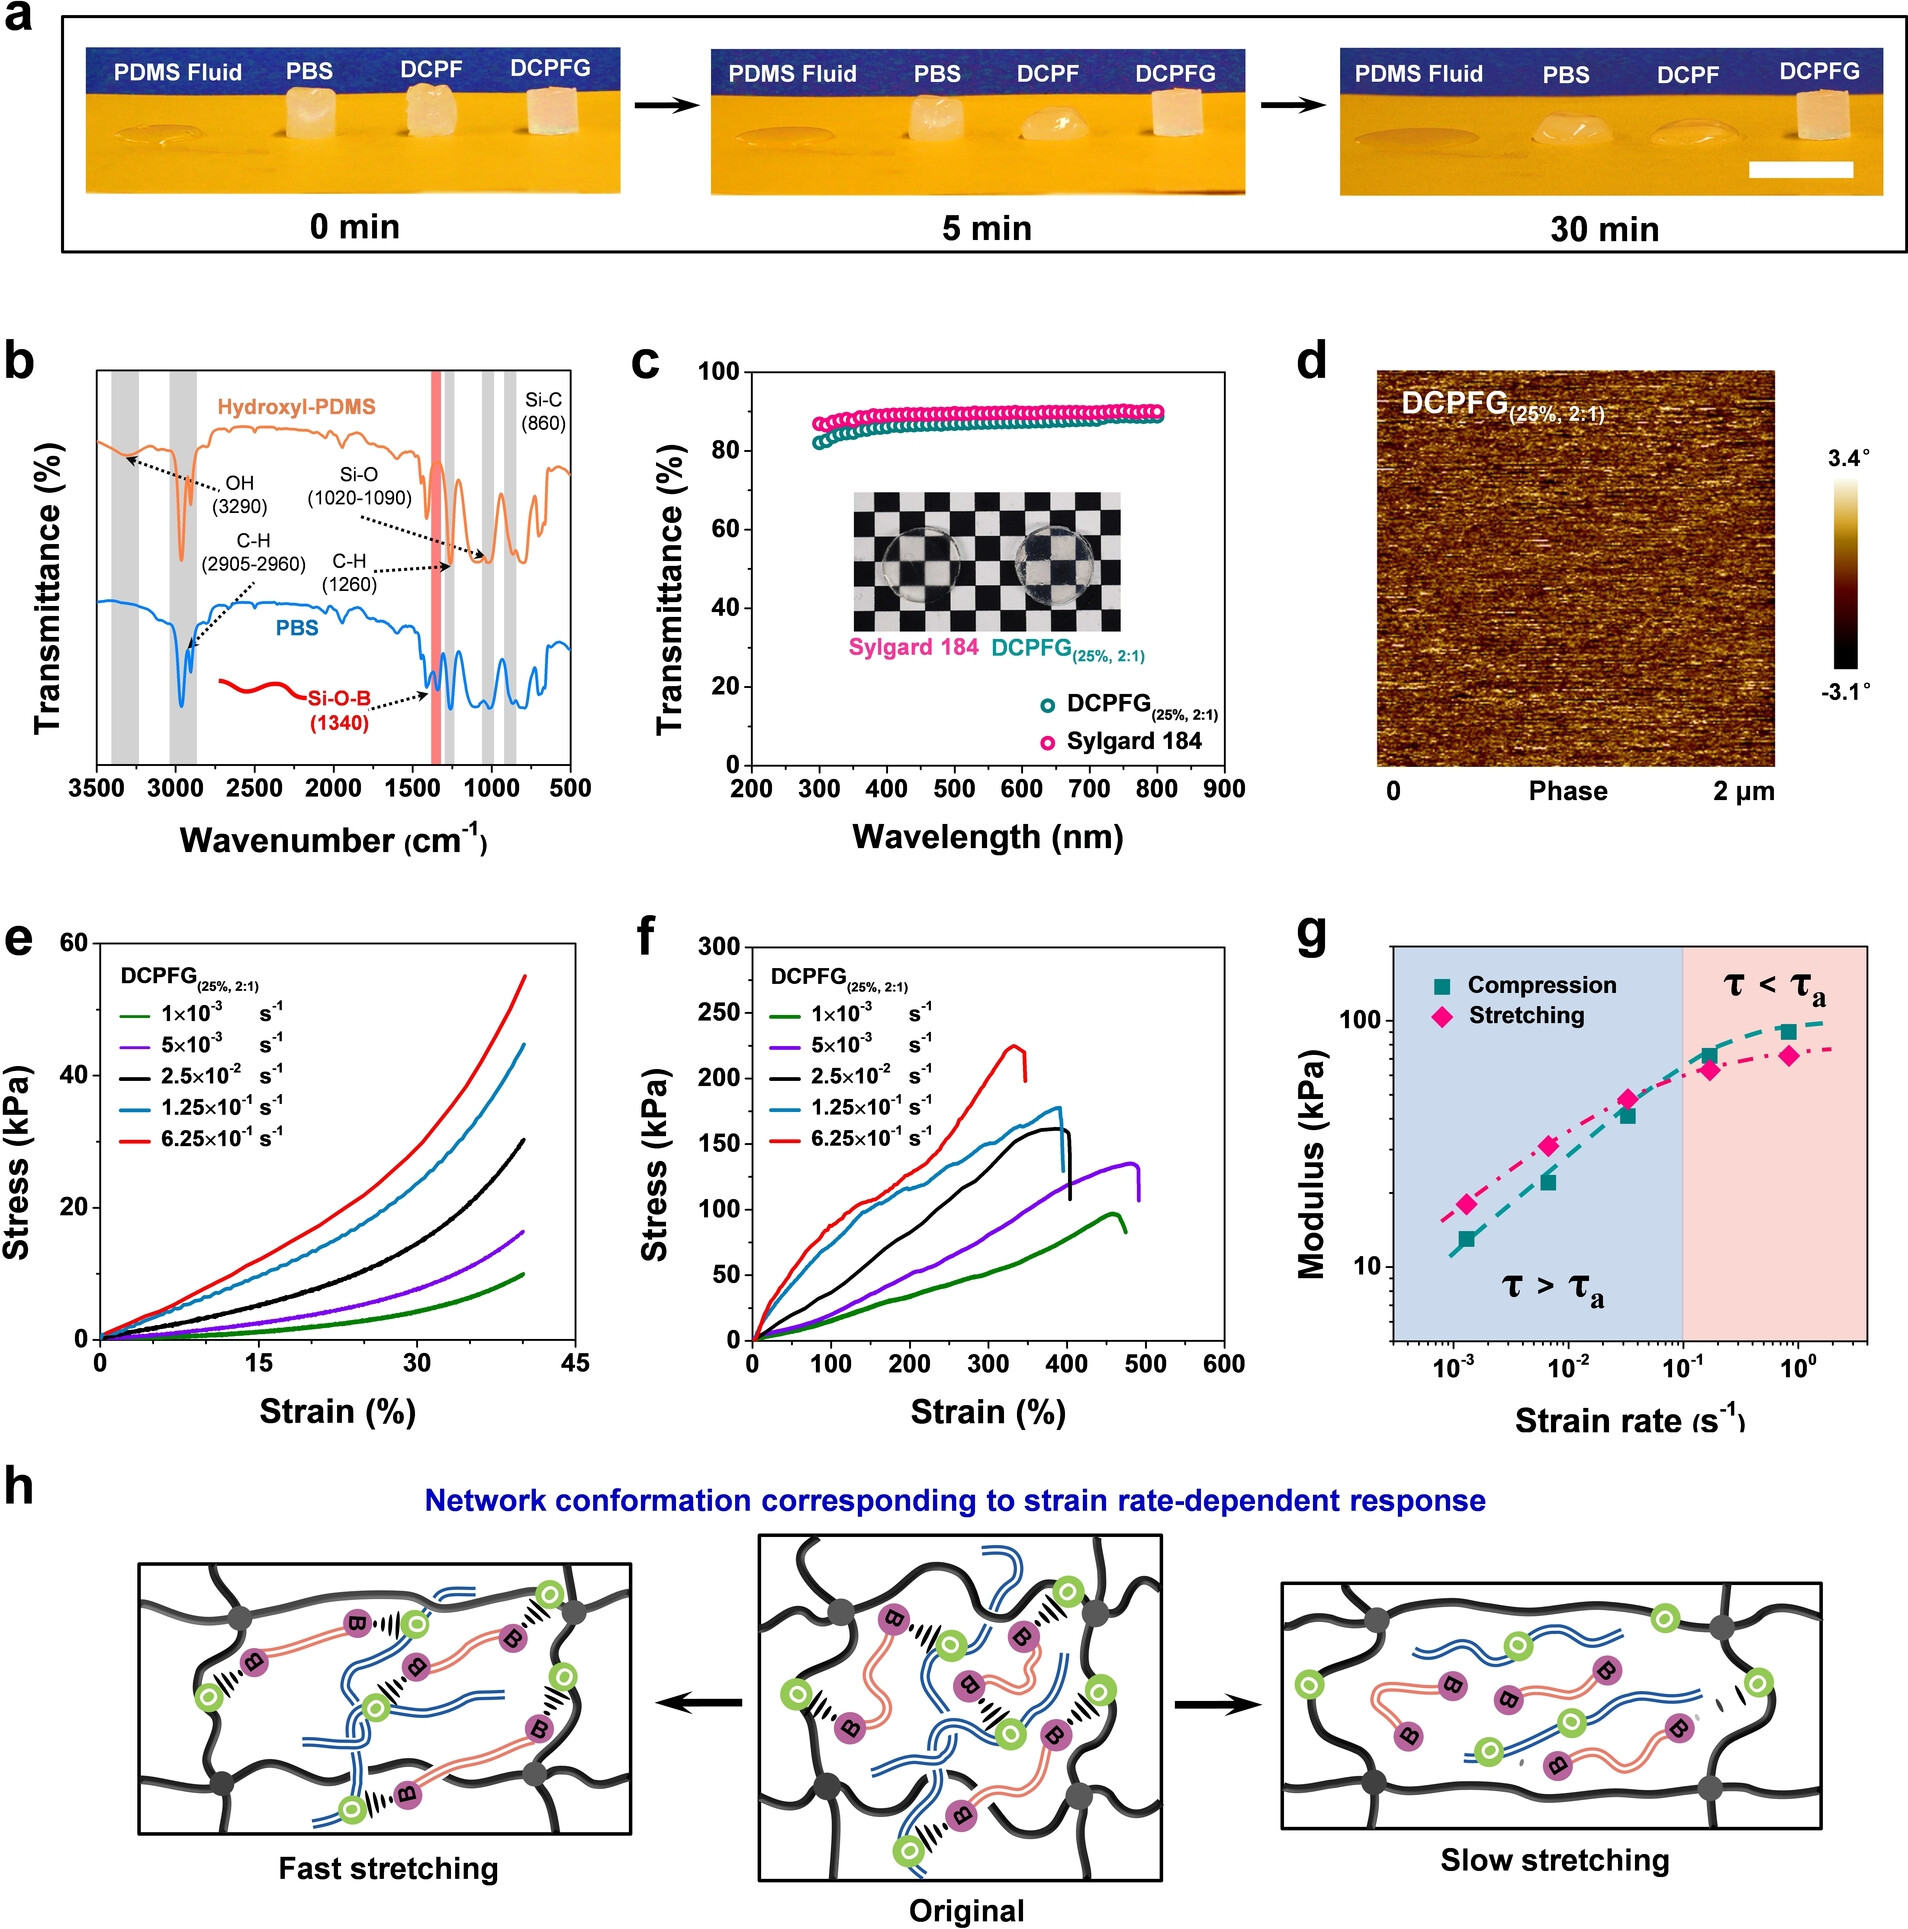 a
PDMS Fluid PBS DCPF DCPFG
PDMS Fluid PBS DCPF DCPFG
PDMS Fluid PBS DCPF DCPFG
0 min
5 min
30 min
b
Transmittance (%)
Hydroxyl-PDMS
Si-C
(860)
OH
(3290)
Si-O
(1020-1090)
C-H
(2905-2960)
C-H
(1260)
PBS
Si-O-B
(1340)
3500 3000 2500 2000 1500 1000 500
Wavenumber (cm-1)
c
Transmittance (%)
100
80
60
40
20
0
Sylgard 184 DCPFG(25%, 2:1)
DCPFG(25%, 2:1)
Sylgard 184
200 300 400 500 600 700 800 900
Wavelength (nm)
d
DCPFG(25%, 2:1)
3.4°
-3.1°
0 Phase 2 μm
e
Stress (kPa)
60
40
20
0
DCPFG(25%, 2:1)
1×10-3 s-1
5×10-3 s-1
2.5×10-2 s-1
1.25×10-1 s-1
6.25×10-1 s-1
0 15 30 45
Strain (%)
f
Stress (kPa)
300
250
200
150
100
50
0
DCPFG(25%, 2:1)
1×10-3 s-1
5×10-3 s-1
2.5×10-2 s-1
1.25×10-1 s-1
6.25×10-1 s-1
0 100 200 300 400 500 600
Strain (%)
g
Modulus (kPa)
100
10
Compression
Stretching
τ < τa
τ > τa
10-3 10-2 10-1 100
Strain rate (s-1)
h
Network conformation corresponding to strain rate-dependent response
O
B
O
B
B
B
O
O
O
B
B
O
O
B
O
B
B
O
O
B
O
B
B
O
O
O
B
B
O
O
B
O
B
B
Fast stretching
Original
Slow stretching